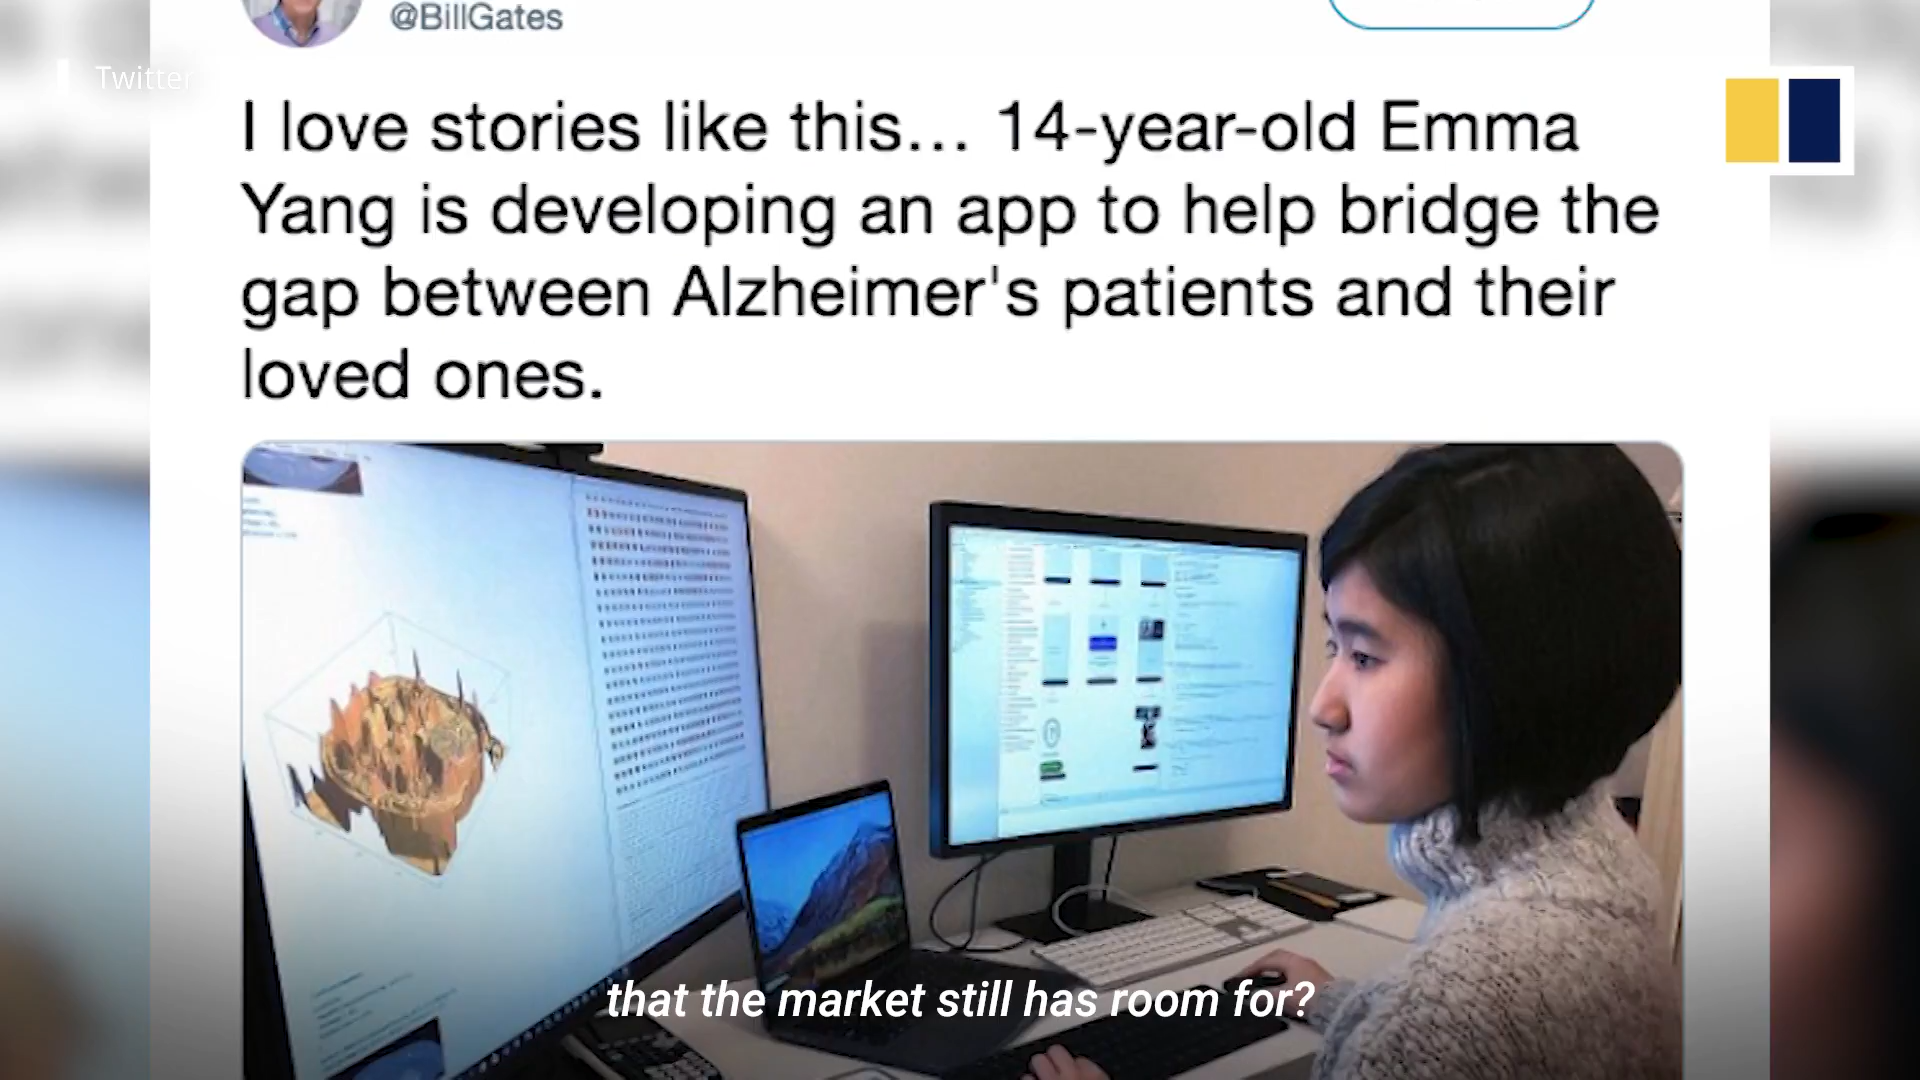 @BillGates
Twitter
I love stories like this... 14-year-old Emma
Yang is developing an app to help bridge the
gap between Alzheimer's patients and their
loved ones.
that the market still has room for?